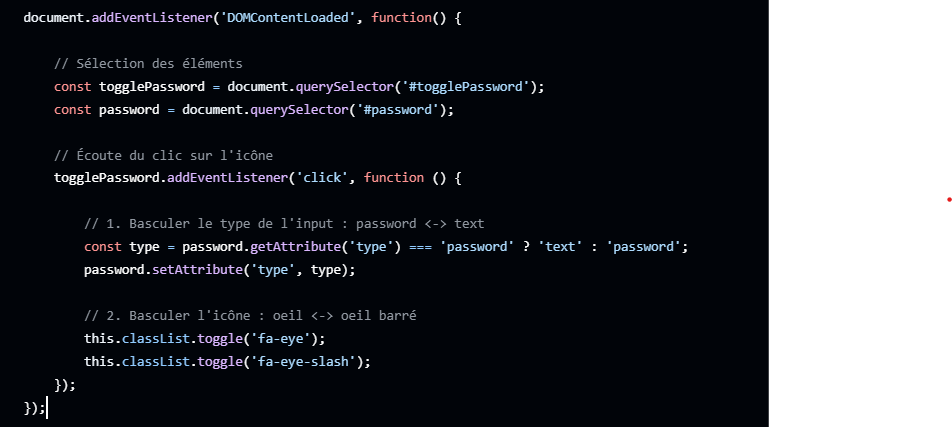 document.addEventListener('DOMContentLoaded', function() {
// Sélection des éléments
const togglePassword = document.querySelector('#togglePassword');
const password = document.querySelector('#password');
// Écoute du clic sur l'icône
togglePassword.addEventListener('click', function () {
// 1. Basculer le type de l'input : password <-> text
const type = password.getAttribute('type') === 'password' ? 'text' : 'password';
password.setAttribute('type', type);
// 2. Basculer l'icône : oeil <-> oeil barré
this.classList.toggle('fa-eye');
this.classList.toggle('fa-eye-slash');
});
});